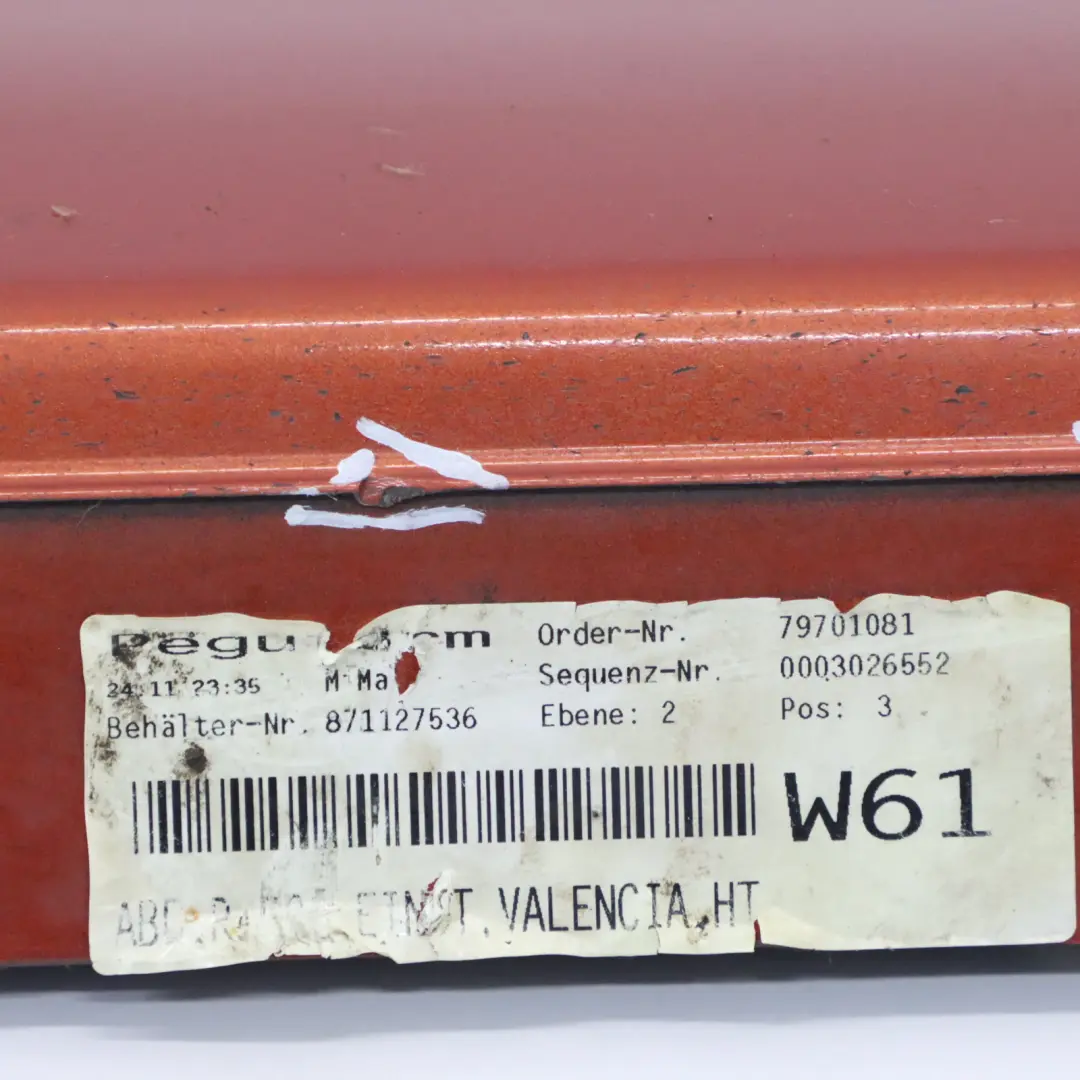 Order-Nr. 79701081
24.11 23:35 Sequenz-Nr. 0003026552
Behälter-Nr. 871127536 Ebene: 2 Pos: 3
W61
EINST.VALENCIA,HT